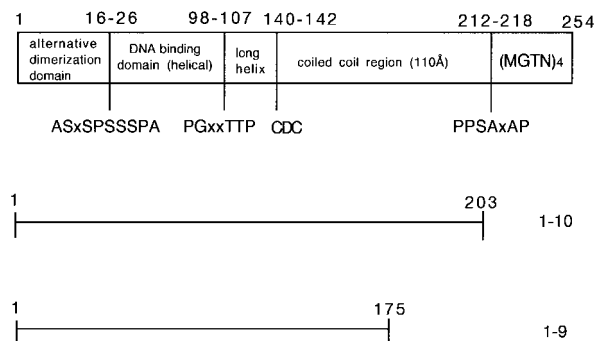 1 16-26 98-107 140-142 212-218 254
alternative dimerization domain
DNA binding domain (helical)
long helix
coiled coil region (110Å)
(MGTN)4
ASxSPSSSPA PGxxTTP CDC PPSAxAP
1 203 1-10
1 175 1-9